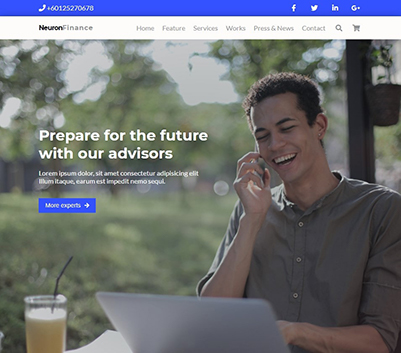 +60125270678
NeuronFinance
Home Feature Services Works Press & News Contact
Prepare for the future
with our advisors
Lorem ipsum dolor, sit amet consectetur adipisicing elit
illum itaque, earum est impedit nemo sequi.
More experts